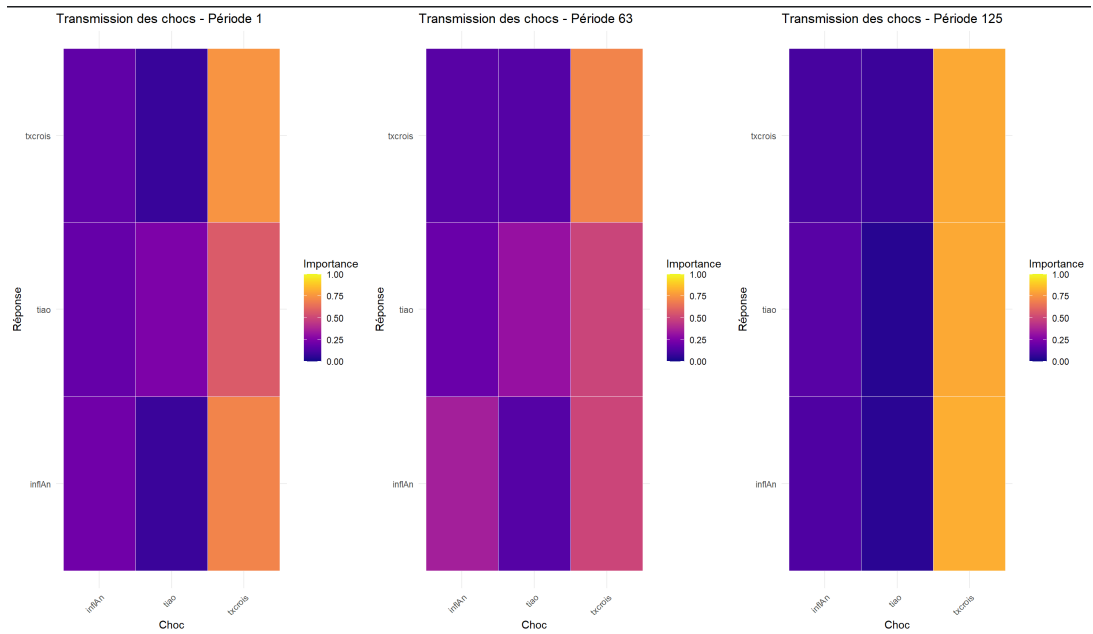 Transmission des chocs - Période 1
txcrois
tiao
inflAn
Réponse
inflAn
tiao
txcrois
Choc
Importance
1.00
0.75
0.50
0.25
0.00
Transmission des chocs - Période 63
txcrois
tiao
inflAn
Réponse
inflAn
tiao
txcrois
Choc
Importance
1.00
0.75
0.50
0.25
0.00
Transmission des chocs - Période 125
txcrois
tiao
inflAn
Réponse
inflAn
tiao
txcrois
Choc
Importance
1.00
0.75
0.50
0.25
0.00